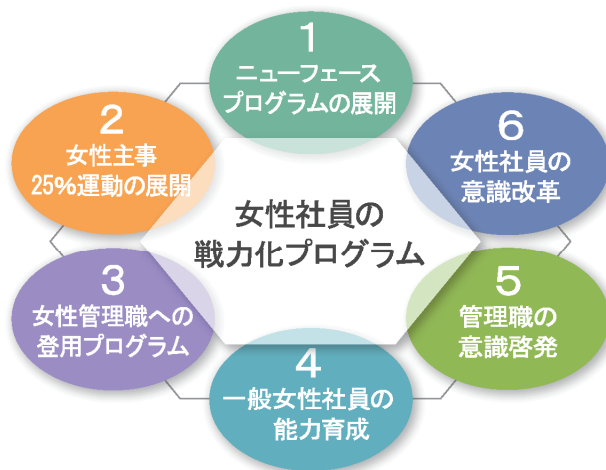 1
ニューフェース
プログラムの展開
2
女性主事
25%運動の展開
3
女性管理職への
登用プログラム
4
一般女性社員の
能力育成
5
管理職の
意識啓発
6
女性社員の
意識改革
女性社員の
戦力化プログラム